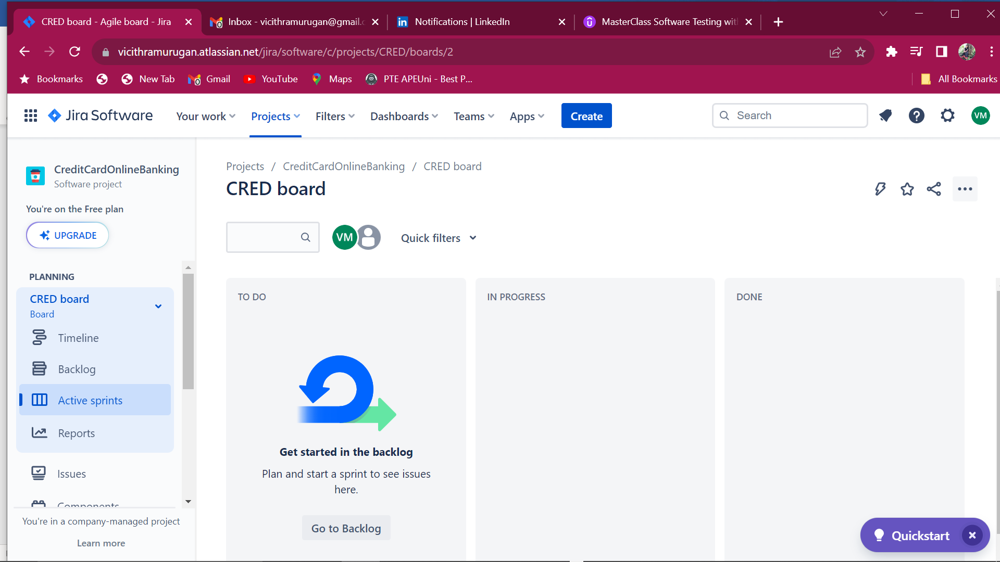 CRED board - Agile board - Jira
Inbox - vicithramurugan@gmail.c
Notifications | LinkedIn
MasterClass Software Testing wit
vicithramurugan.atlassian.net/jira/software/c/projects/CRED/boards/2
Bookmarks
New Tab
Gmail
YouTube
Maps
PTE APEUni - Best P...
All Bookmarks
Jira Software
Your work
Projects
Filters
Dashboards
Teams
Apps
Create
Search
VM
CreditCardOnlineBanking
Software project
You're on the Free plan
UPGRADE
PLANNING
CRED board
Board
Timeline
Backlog
Active sprints
Reports
Issues
Components
You're in a company-managed project
Learn more
Projects / CreditCardOnlineBanking / CRED board
CRED board
VM
Quick filters
TO DO
IN PROGRESS
DONE
Get started in the backlog
Plan and start a sprint to see issues
here.
Go to Backlog
Quickstart